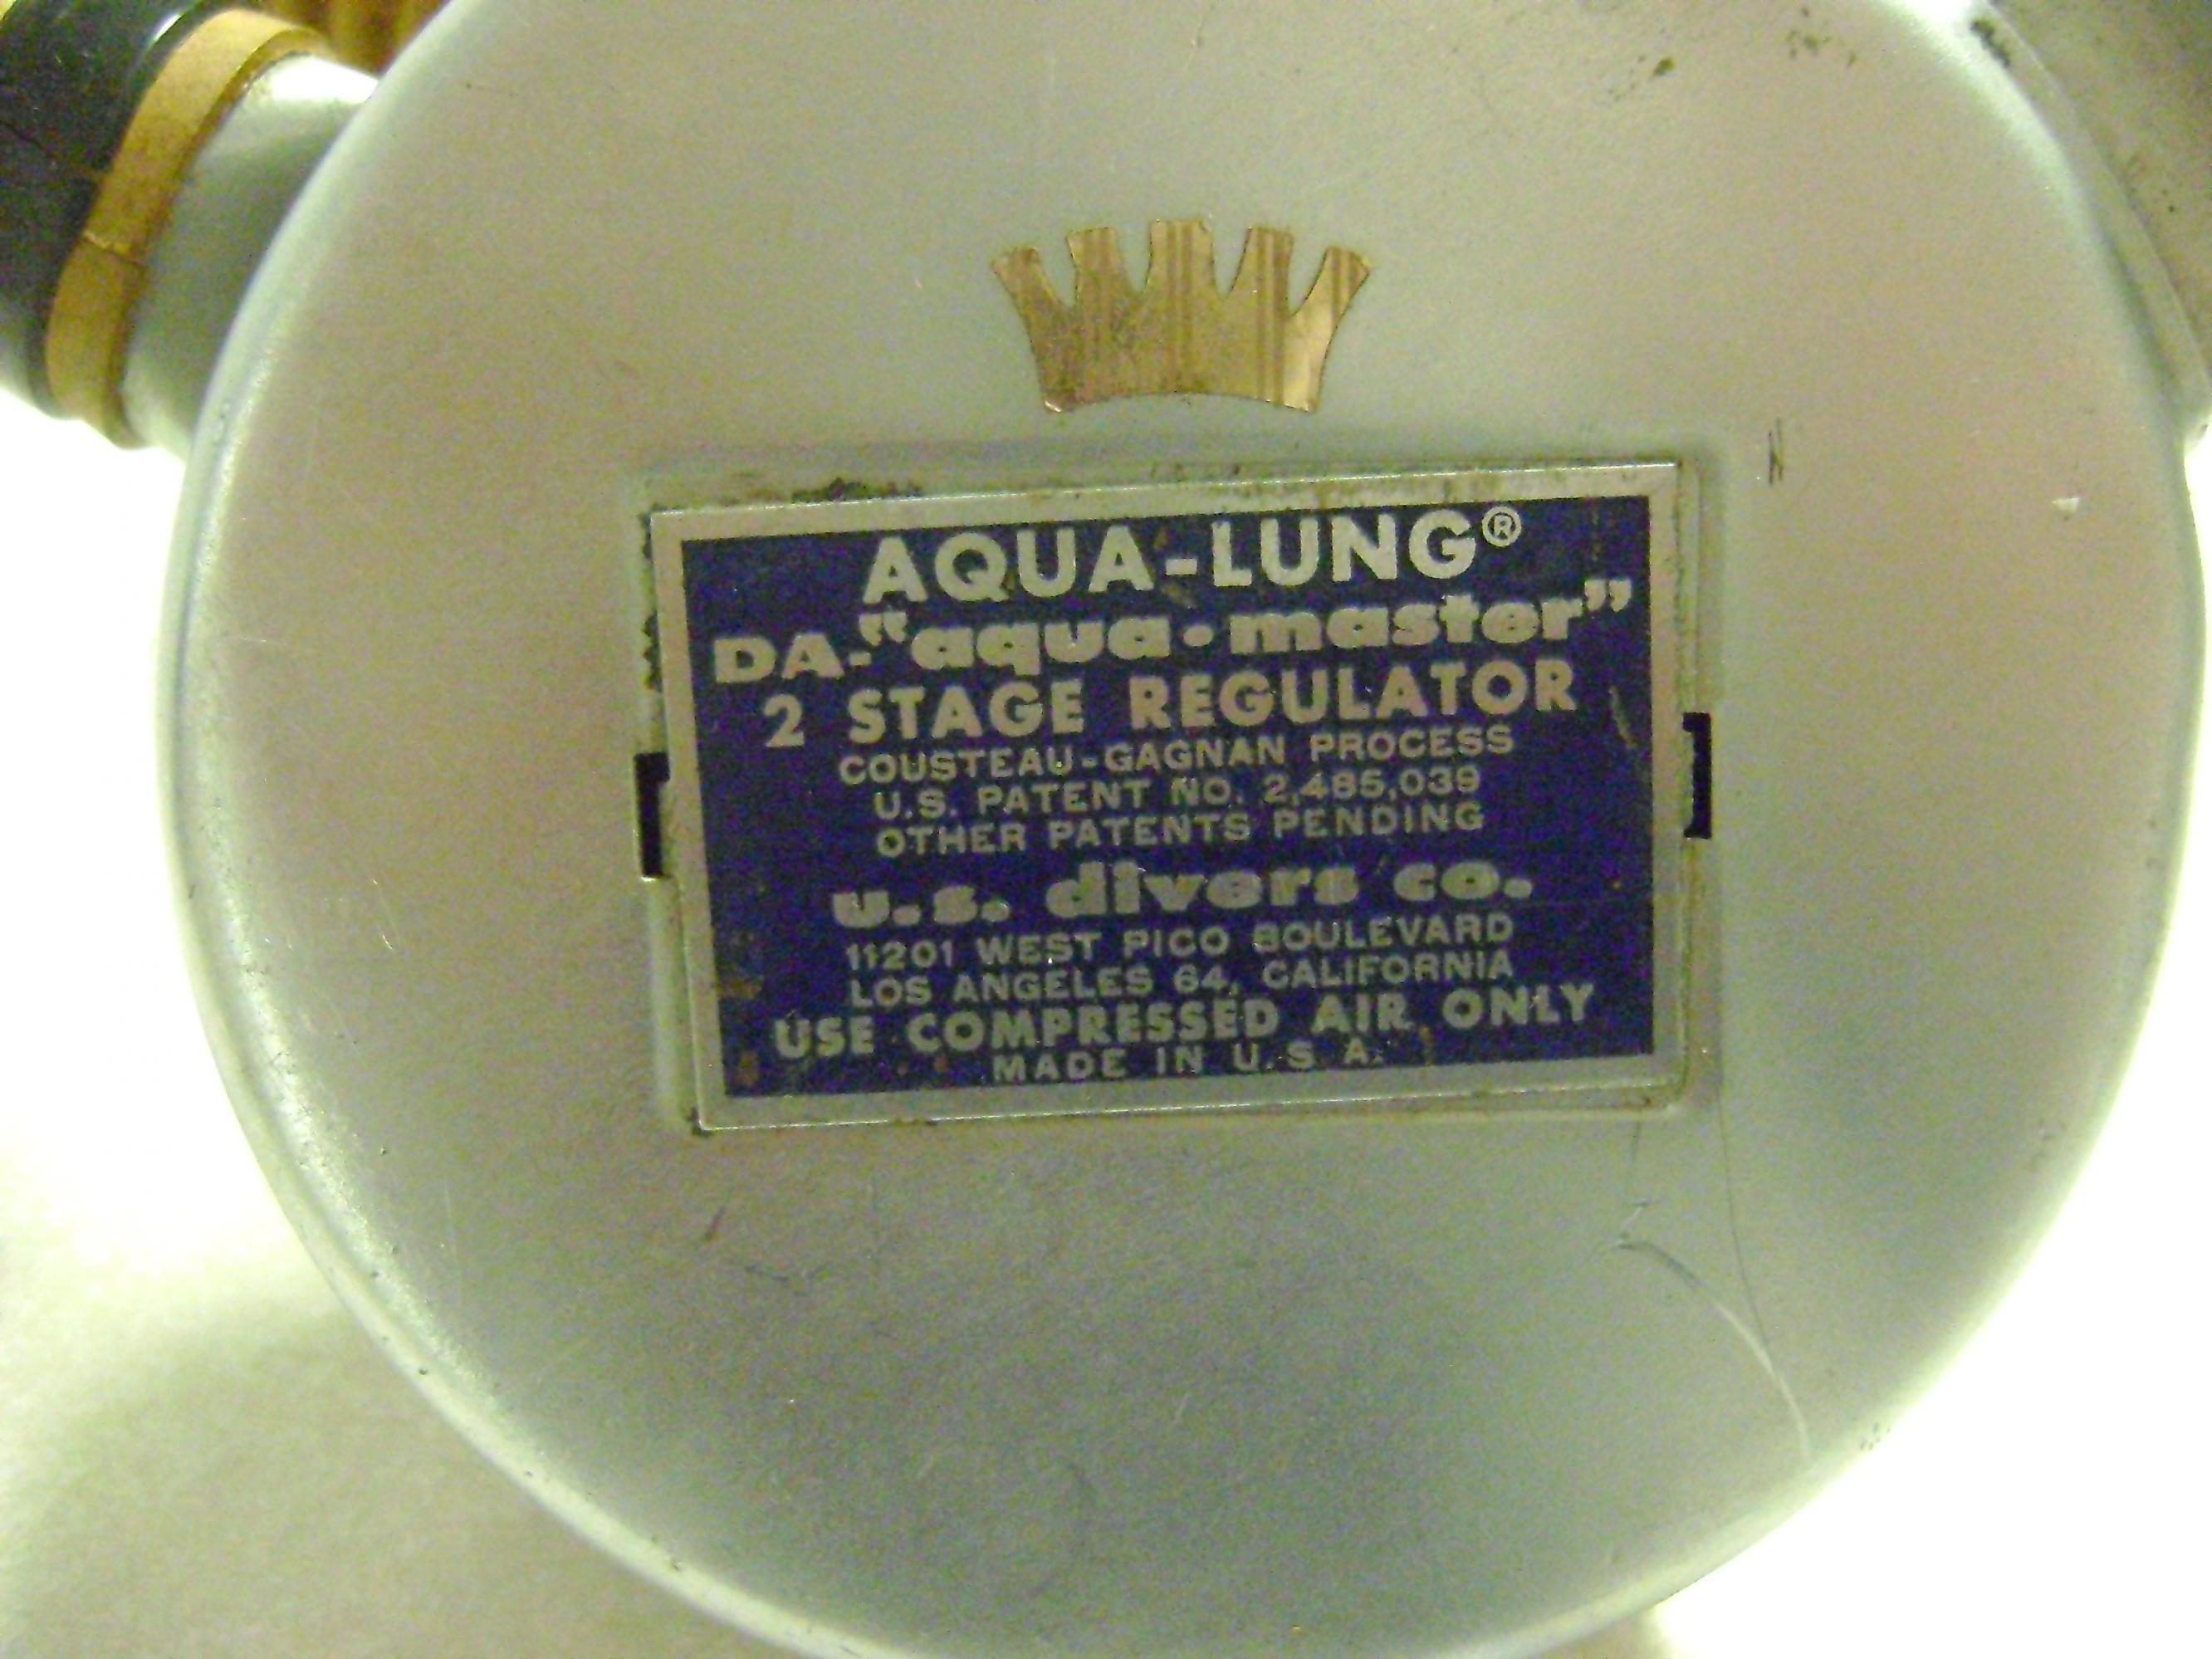 AQUA-LUNG®
DA-"aqua•master"
2 STAGE REGULATOR
COUSTEAU-GAGNAN PROCESS
U.S. PATENT NO. 2,485,039
OTHER PATENTS PENDING
u.s. divers co.
11201 WEST PICO BOULEVARD
LOS ANGELES 64, CALIFORNIA
USE COMPRESSED AIR ONLY
MADE IN U.S.A.